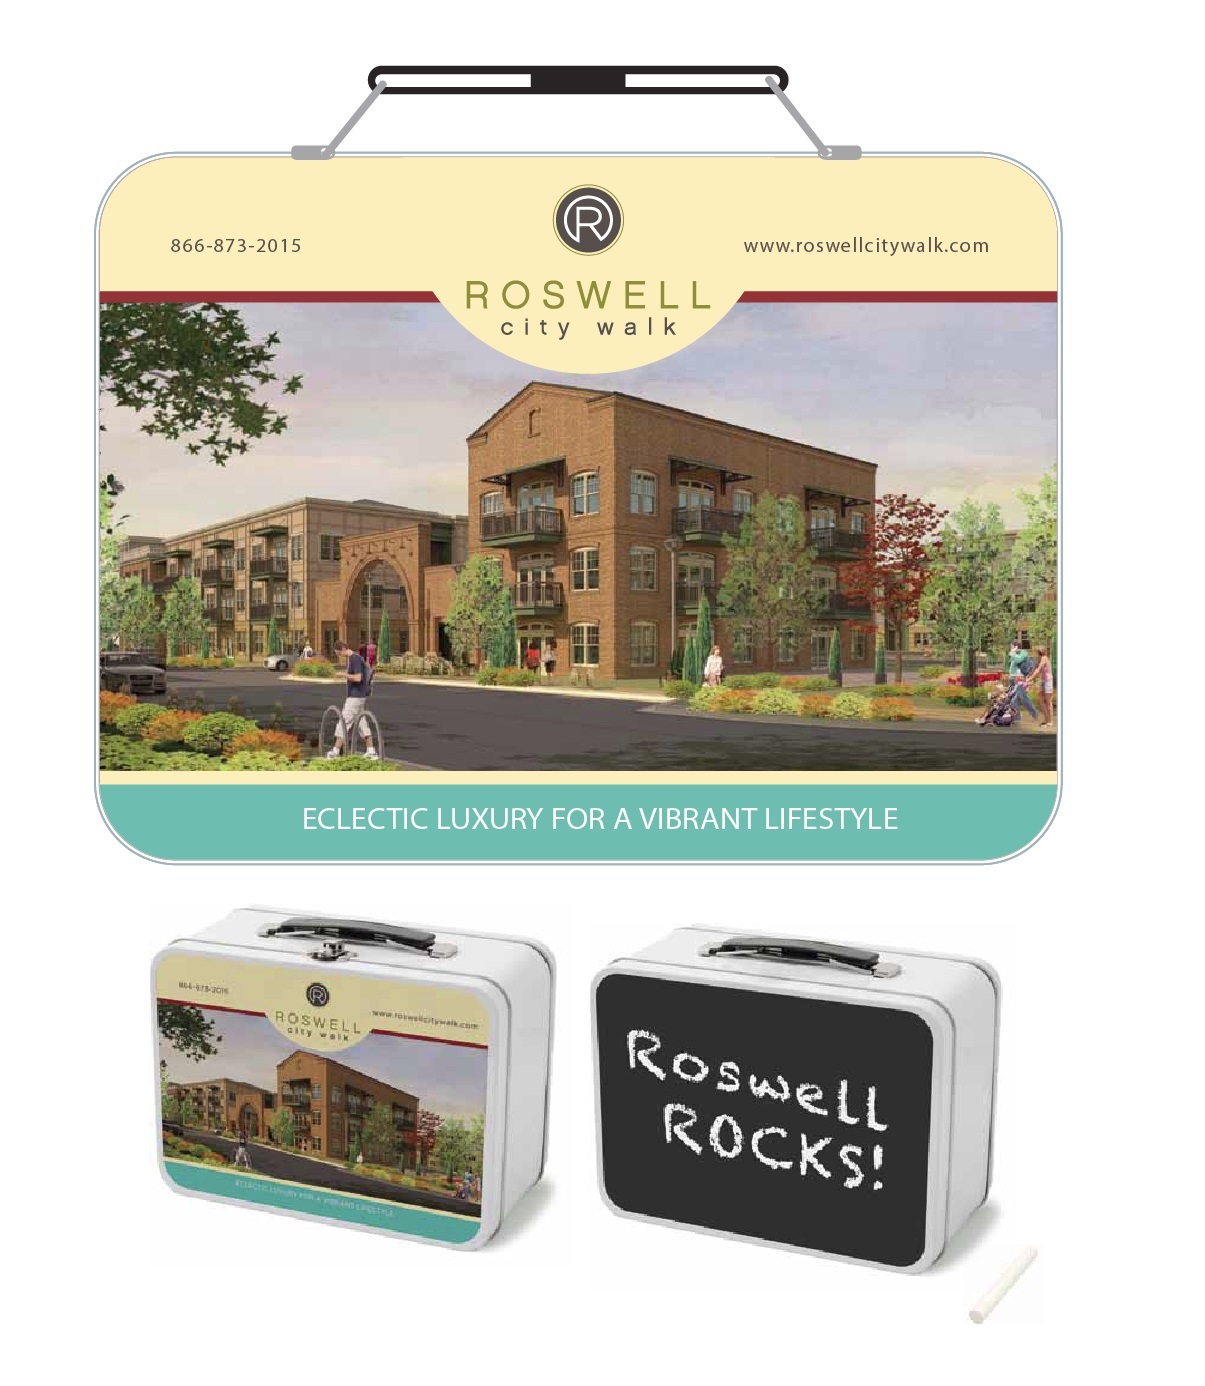 R
866-873-2015
www.roswellcitywalk.com
ROSWELL
city walk
ECLECTIC LUXURY FOR A VIBRANT LIFESTYLE
866-873-2015
R
www.roswellcitywalk.com
ROSWELL
city walk
ECLECTIC LUXURY FOR A VIBRANT LIFESTYLE
Roswell
ROCKS!